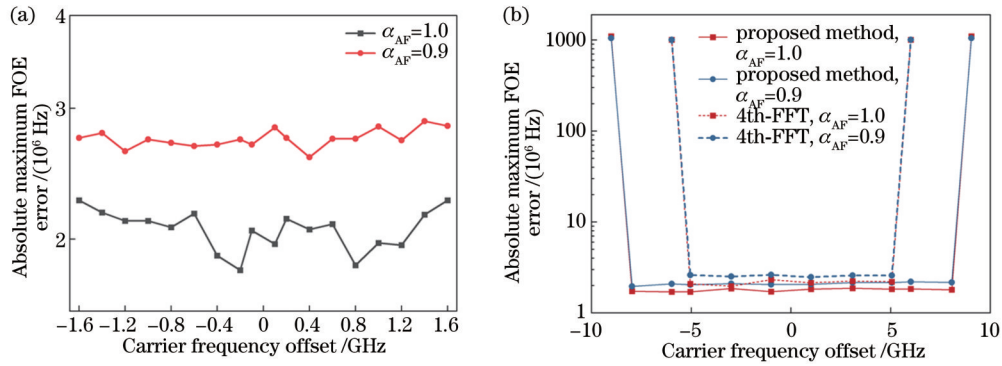 (a)
4
3
2
Absolute maximum FOE
error /(10⁶ Hz)
α_AF=1.0
α_AF=0.9
−1.6 −1.2 −0.8 −0.4 0 0.4 0.8 1.2 1.6
Carrier frequency offset /GHz
(b)
1000
100
10
1
Absolute maximum FOE
error /(10⁶ Hz)
proposed method,
α_AF=1.0
proposed method,
α_AF=0.9
4th-FFT, α_AF=1.0
4th-FFT, α_AF=0.9
−10 −5 0 5 10
Carrier frequency offset /GHz